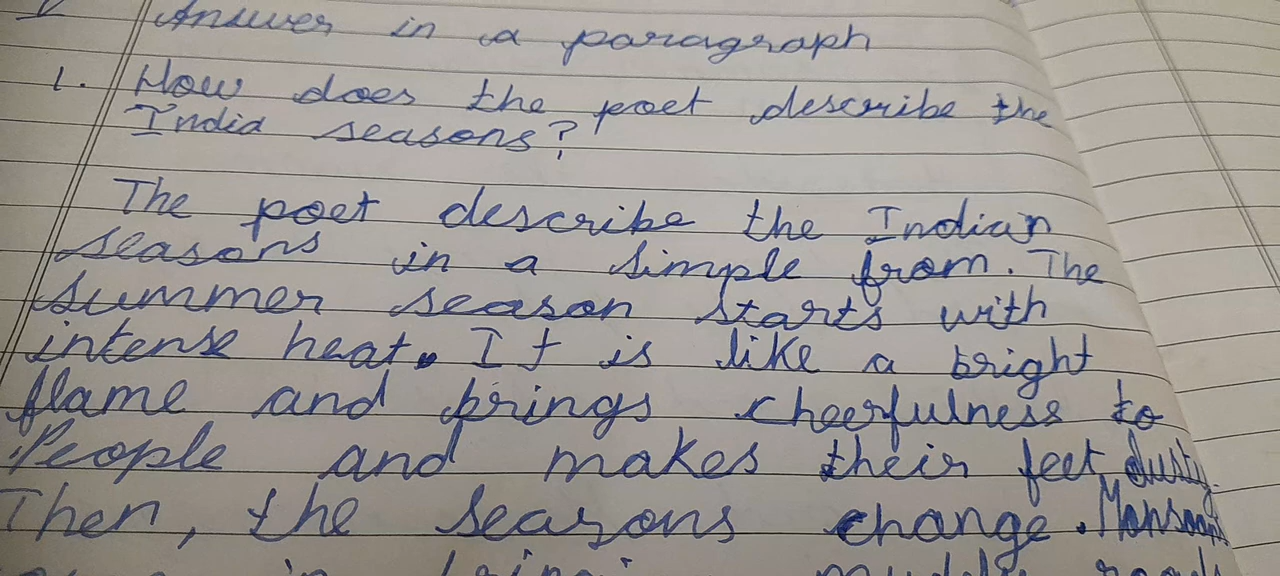 Answer in a paragraph
1. How does the poet describe the
India seasons?
The poet describe the Indian
seasons in a simple from. The
summer season starts with
intense heat. It is like a bright
flame and brings cheerfulness to
People and makes their feet dusty.
Then, the seasons change. Monsoon
in